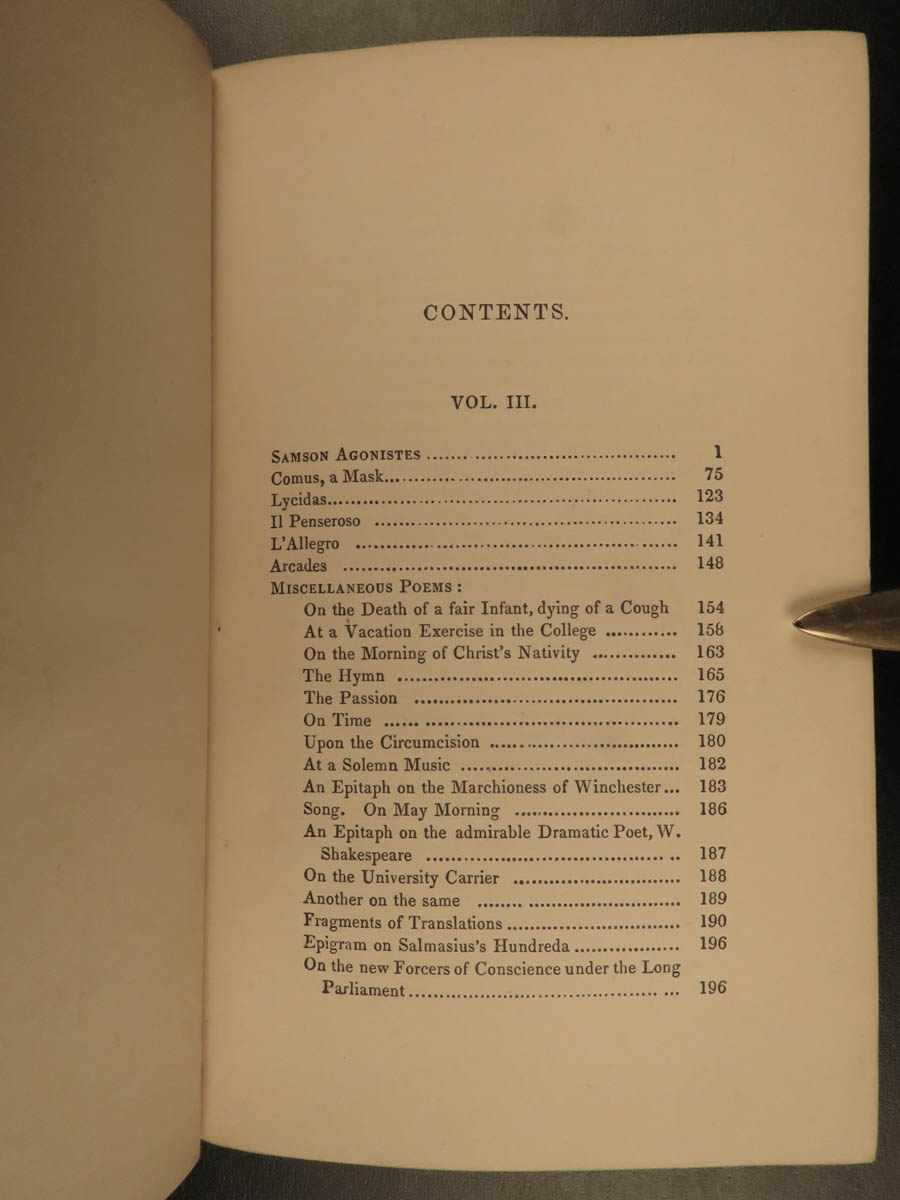 CONTENTS.
VOL. III.
SAMSON AGONISTES ........................................ 1
Comus, a Mask........................................ 75
Lycidas........................................ 123
Il Penseroso ........................................ 134
L'Allegro ........................................ 141
Arcades ........................................ 148
MISCELLANEOUS POEMS :
On the Death of a fair Infant, dying of a Cough 154
At a Vacation Exercise in the College ............ 158
On the Morning of Christ's Nativity .............. 163
The Hymn ........................................ 165
The Passion ................................... 176
On Time ........................................ 179
Upon the Circumcision ............................... 180
At a Solemn Music ................................... 182
An Epitaph on the Marchioness of Winchester... 183
Song. On May Morning ........................... 186
An Epitaph on the admirable Dramatic Poet, W.
Shakespeare ................................. .. 187
On the University Carrier ............................ 188
Another on the same ........ .......................... 189
Fragments of Translations............................. 190
Epigram on Salmasius's Hundreda.................. 196
On the new Forcers of Conscience under the Long
Parliament........................................ ... 196